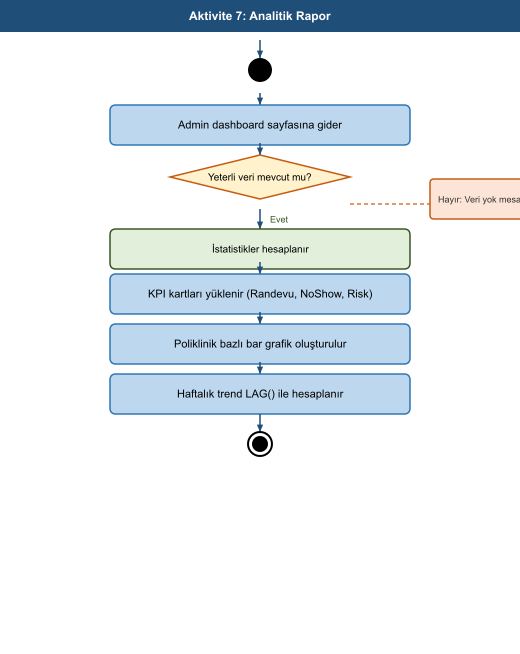 Aktivite 7: Analitik Rapor
Admin dashboard sayfasına gider
Yeterli veri mevcut mu?
Hayır: Veri yok mesa
Evet
İstatistikler hesaplanır
KPI kartları yüklenir (Randevu, NoShow, Risk)
Poliklinik bazlı bar grafik oluşturulur
Haftalık trend LAG() ile hesaplanır